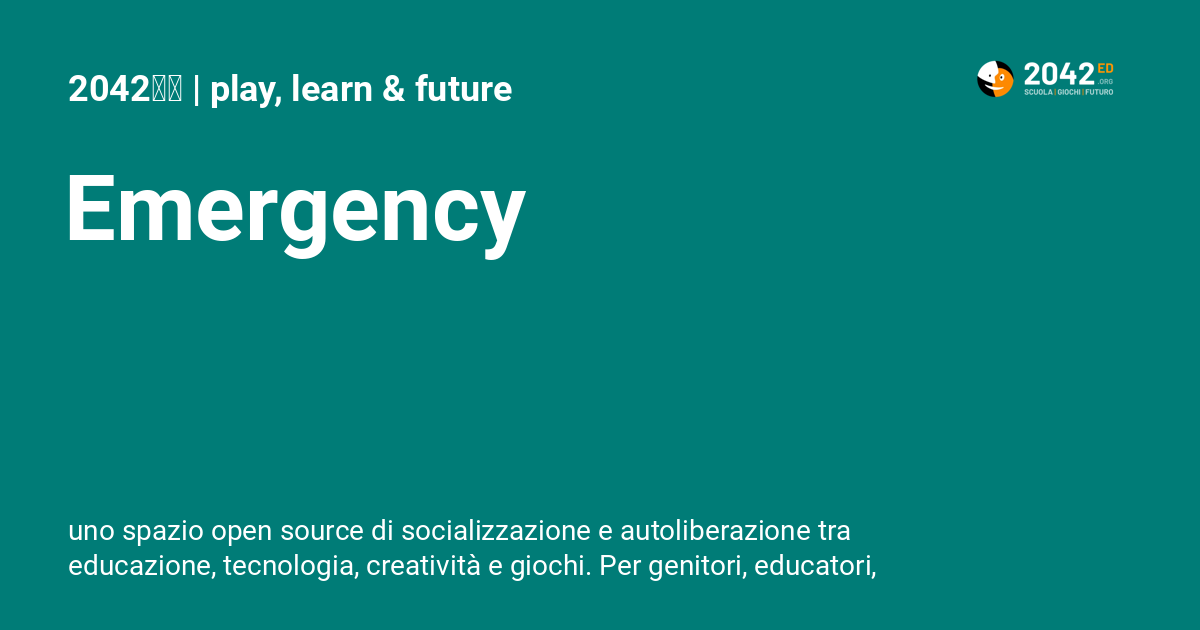 2042 | play, learn & future
2042 ED
.ORG
SCUOLA | GIOCHI | FUTURO
Emergency
uno spazio open source di socializzazione e autoliberazione tra
educazione, tecnologia, creatività e giochi. Per genitori, educatori,